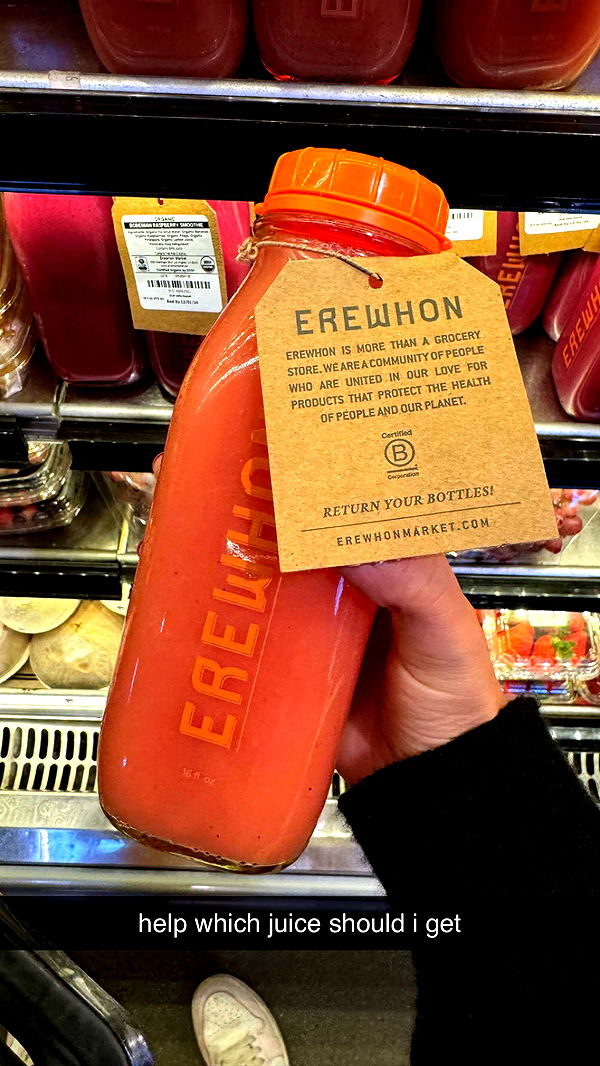 ORGANIC
BOHEMIAN RASPBERRY SMOOTHIE
EREWHON
EREWHON IS MORE THAN A GROCERY
STORE. WE ARE A COMMUNITY OF PEOPLE
WHO ARE UNITED IN OUR LOVE FOR
PRODUCTS THAT PROTECT THE HEALTH
OF PEOPLE AND OUR PLANET.
Certified
B
Corporation
RETURN YOUR BOTTLES!
EREWHONMARKET.COM
EREWHON
16 fl oz
EREWHON
EREWHON
help which juice should i get